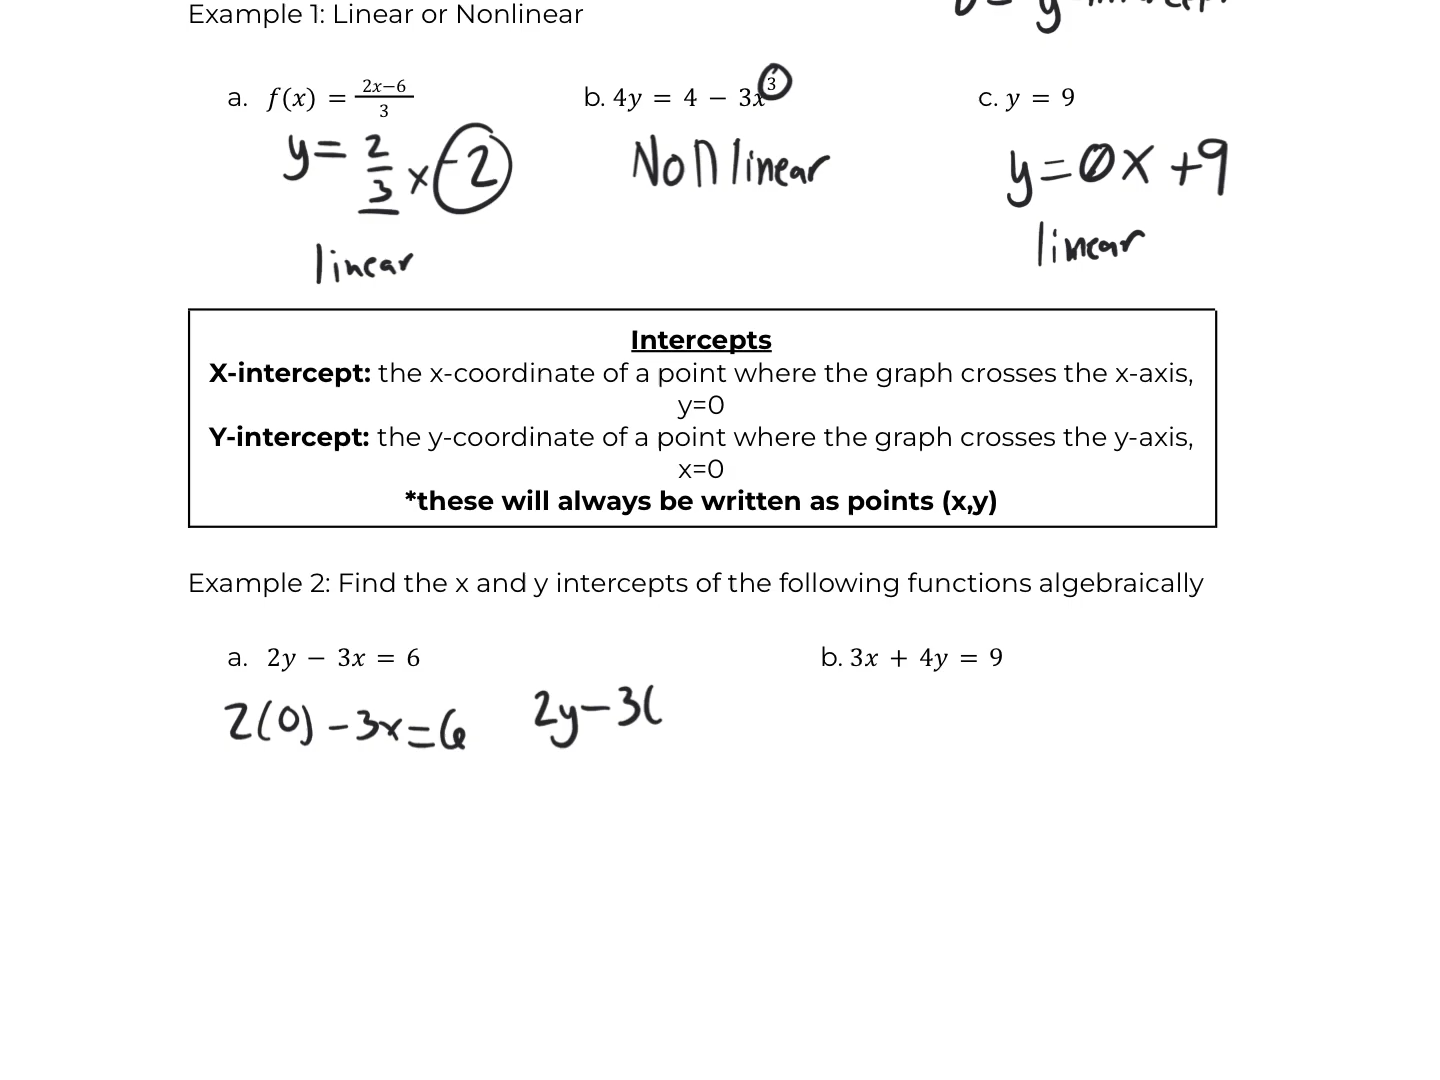 Example 1: Linear or Nonlinear
a. f(x) = \frac{2x−6}{3}
b. 4y = 4 − 3x³
c. y = 9
y = \frac{2}{3} x −2
Nonlinear
y = 0x + 9
linear
linear
Intercepts
X-intercept: the x-coordinate of a point where the graph crosses the x-axis,
y=0
Y-intercept: the y-coordinate of a point where the graph crosses the y-axis,
x=0
*these will always be written as points (x,y)
Example 2: Find the x and y intercepts of the following functions algebraically
a. 2y − 3x = 6
b. 3x + 4y = 9
2(0) − 3x = 6
2y − 3(